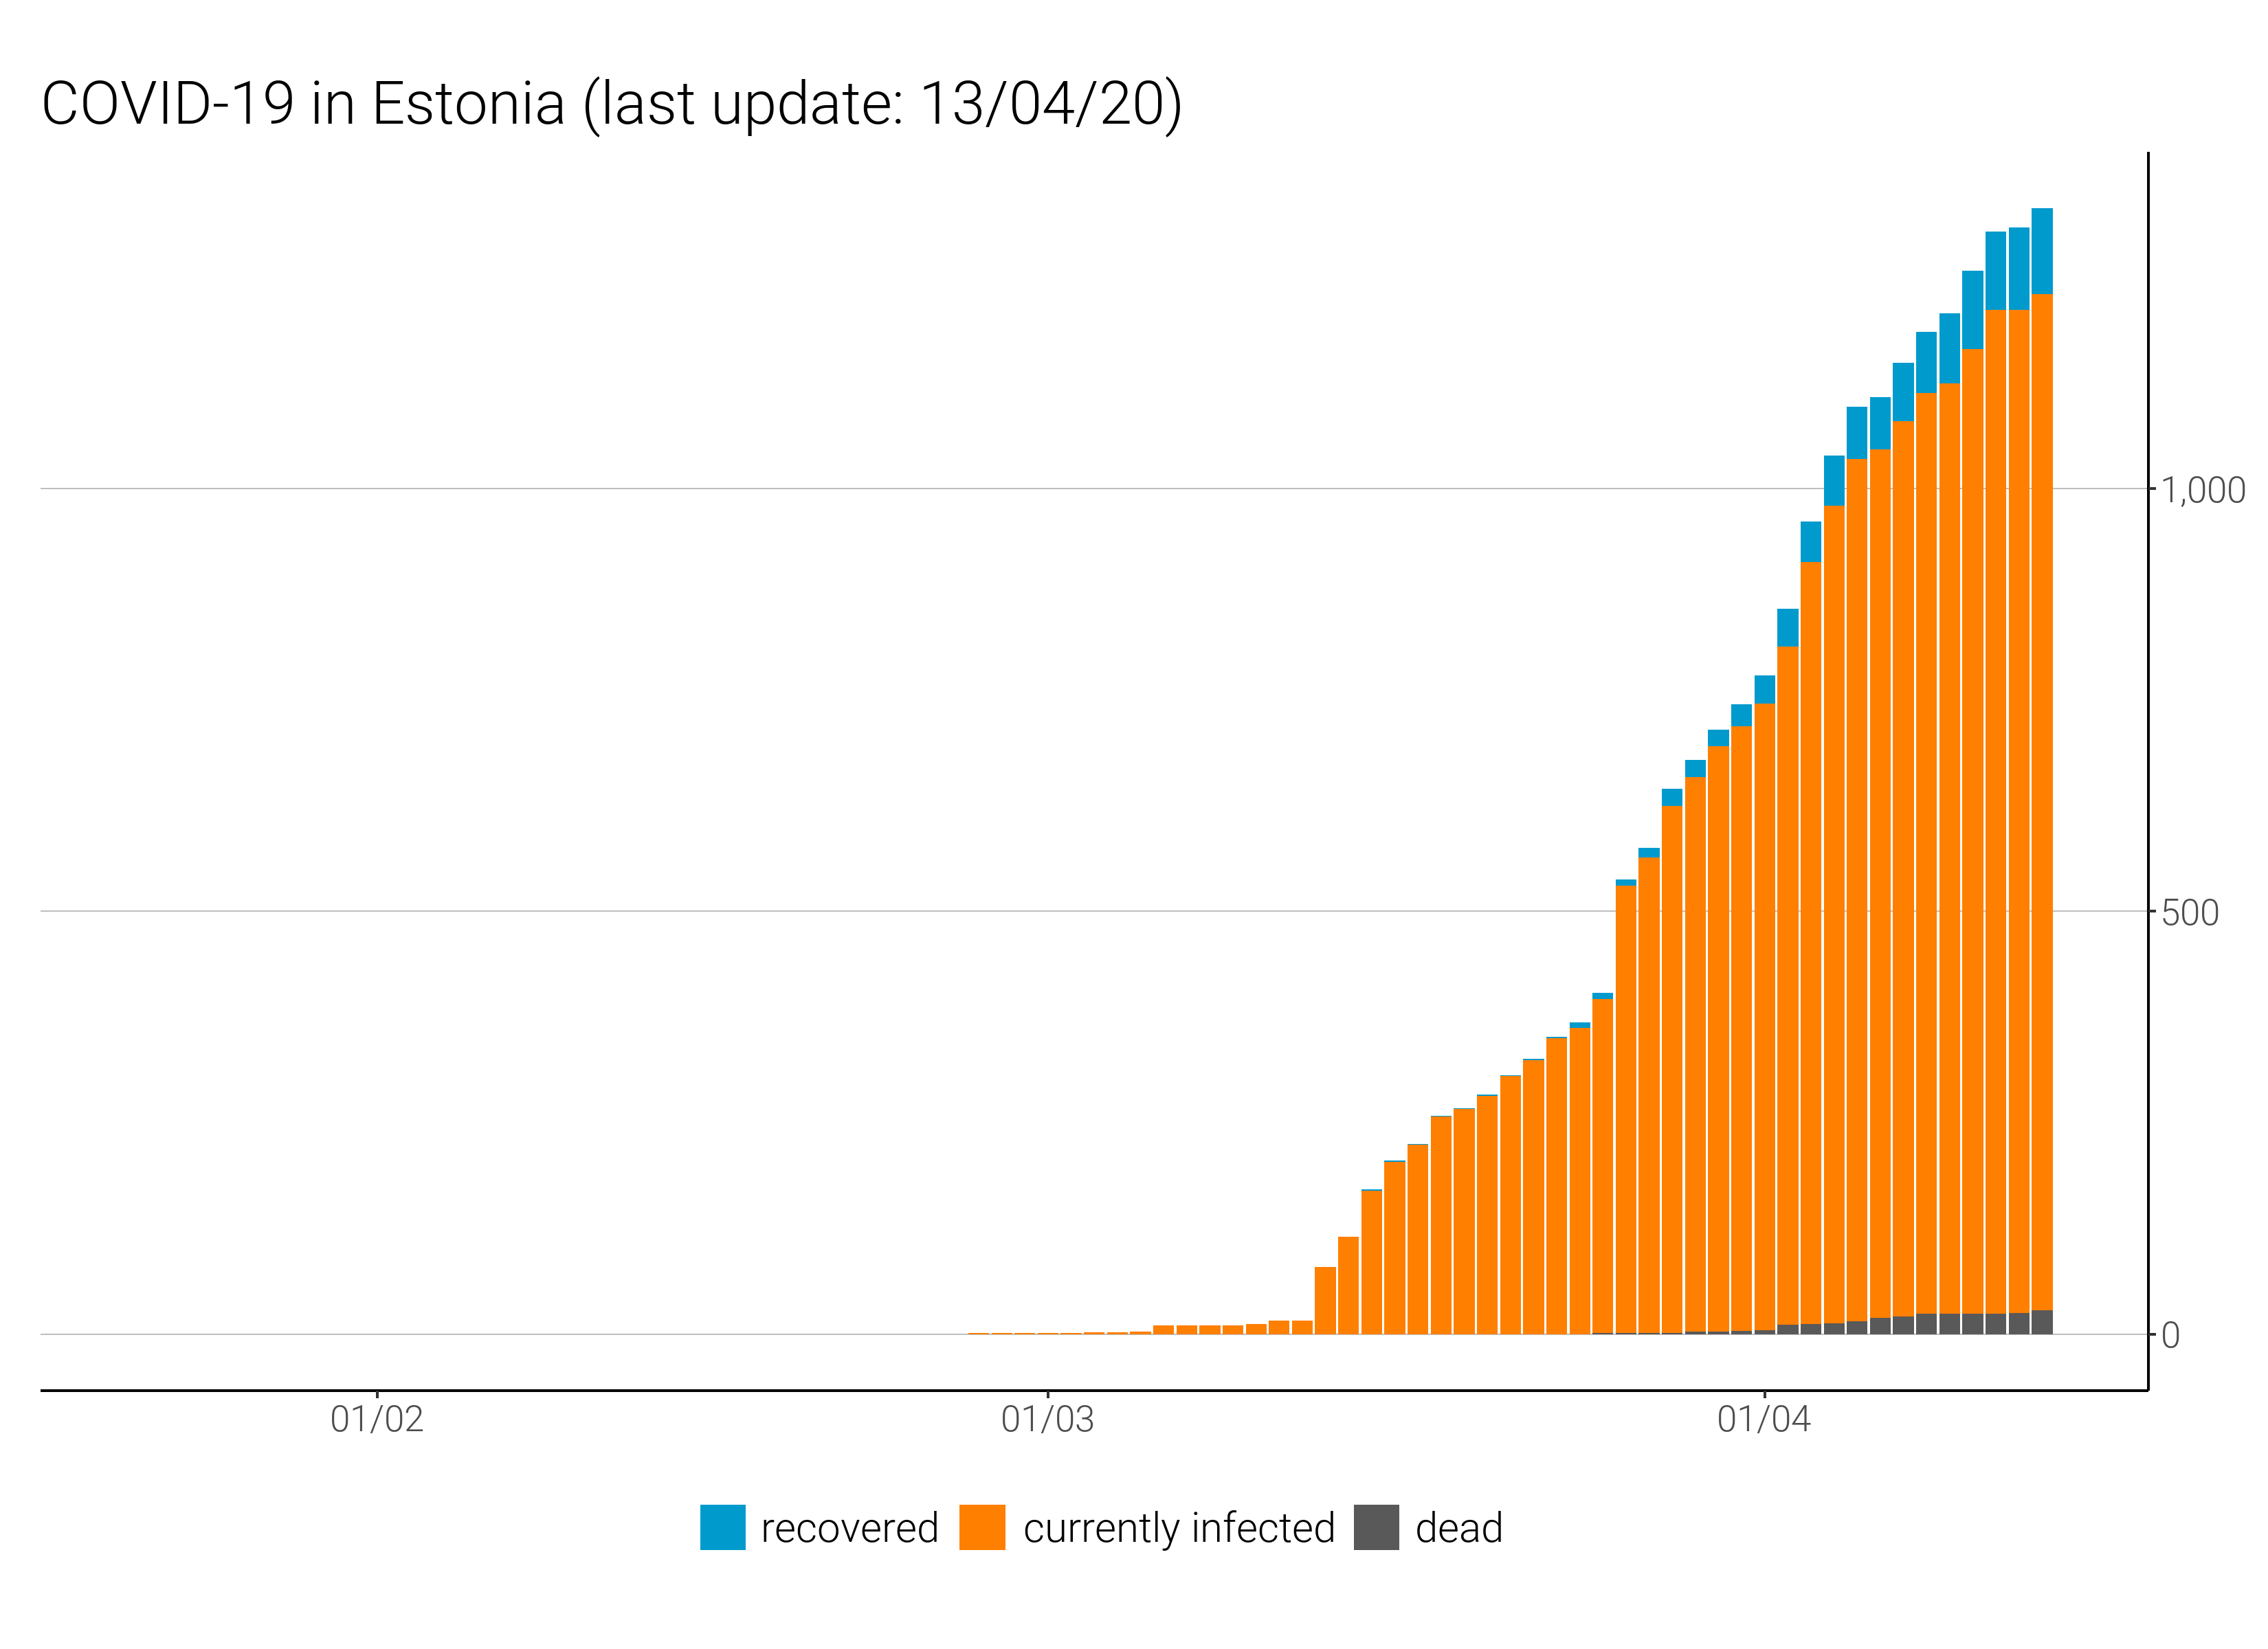 COVID-19 in Estonia (last update: 13/04/20)
1,000
500
0
01/02 01/03 01/04
recovered currently infected dead